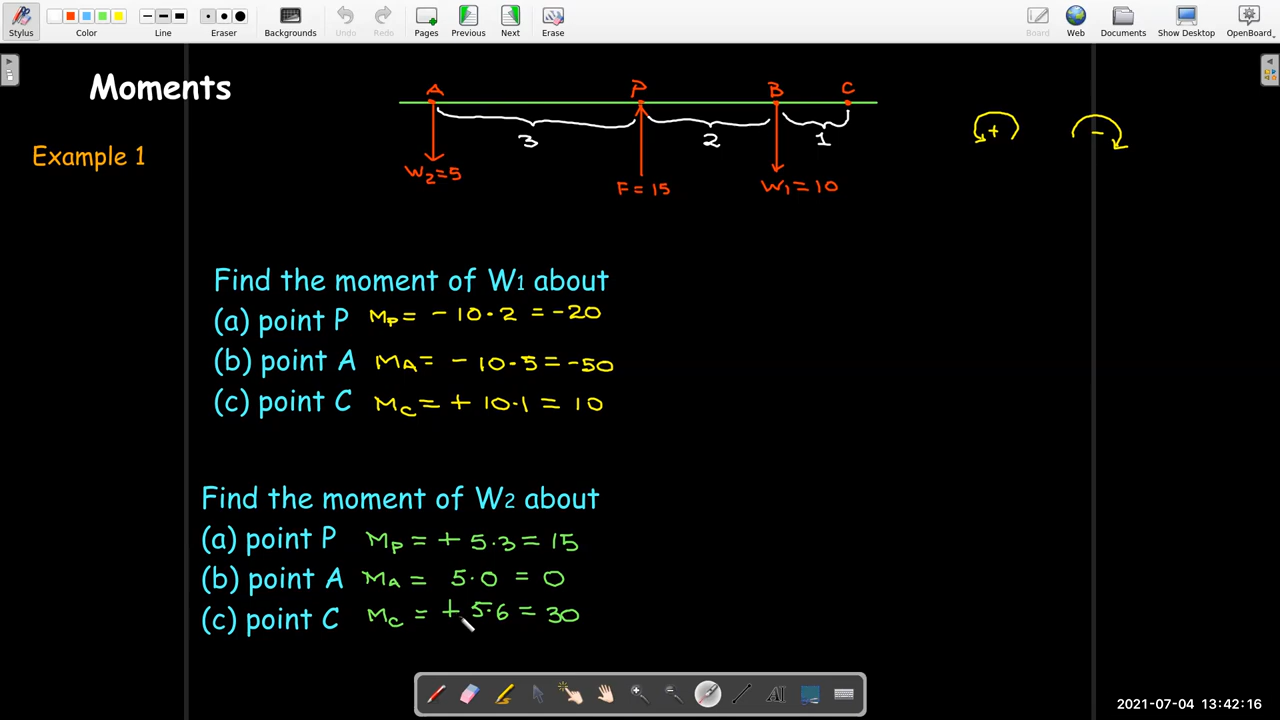 Stylus Color Line Eraser Backgrounds Undo Redo Pages Previous Next Erase Board Web Documents Show Desktop OpenBoard
Moments
A P B C
3 2 1
+ -
W2=5 F=15 W1=10
Example 1
Find the moment of W1 about
(a) point P MP = - 10·2 = -20
(b) point A MA = - 10·5 = -50
(c) point C MC = + 10·1 = 10
Find the moment of W2 about
(a) point P MP = + 5·3 = 15
(b) point A MA = 5·0 = 0
(c) point C MC = + 5·6 = 30
AI
2021-07-04 13:42:16